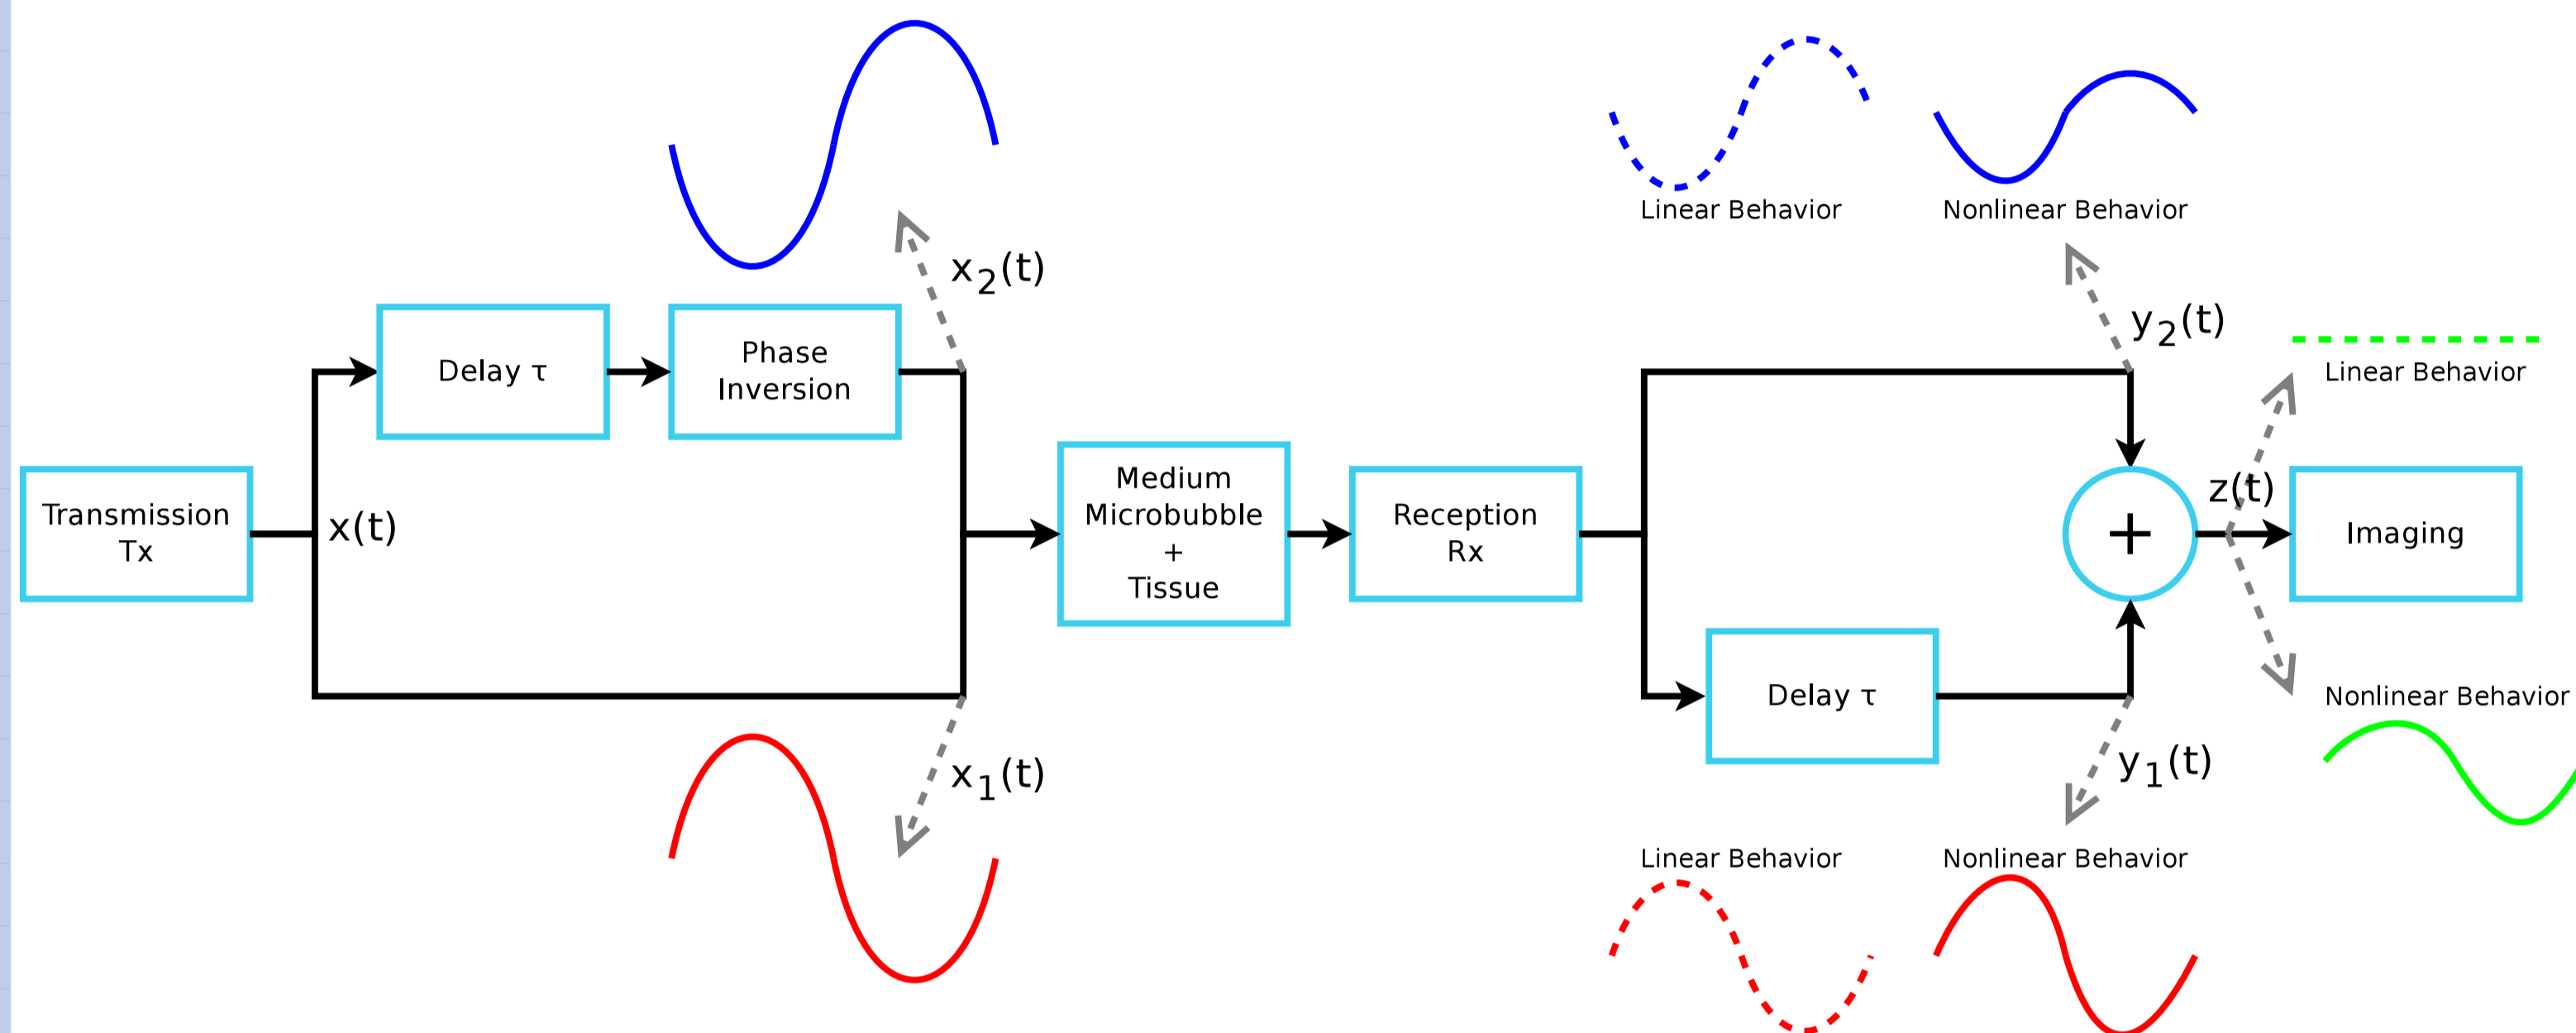 x₂(t)
Linear Behavior
Nonlinear Behavior
y₂(t)
Delay τ
Phase
Inversion
Linear Behavior
Transmission
Tx
x(t)
Medium
Microbubble
+
Tissue
Reception
Rx
+
z(t)
Imaging
Delay τ
Nonlinear Behavior
x₁(t)
y₁(t)
Linear Behavior
Nonlinear Behavior